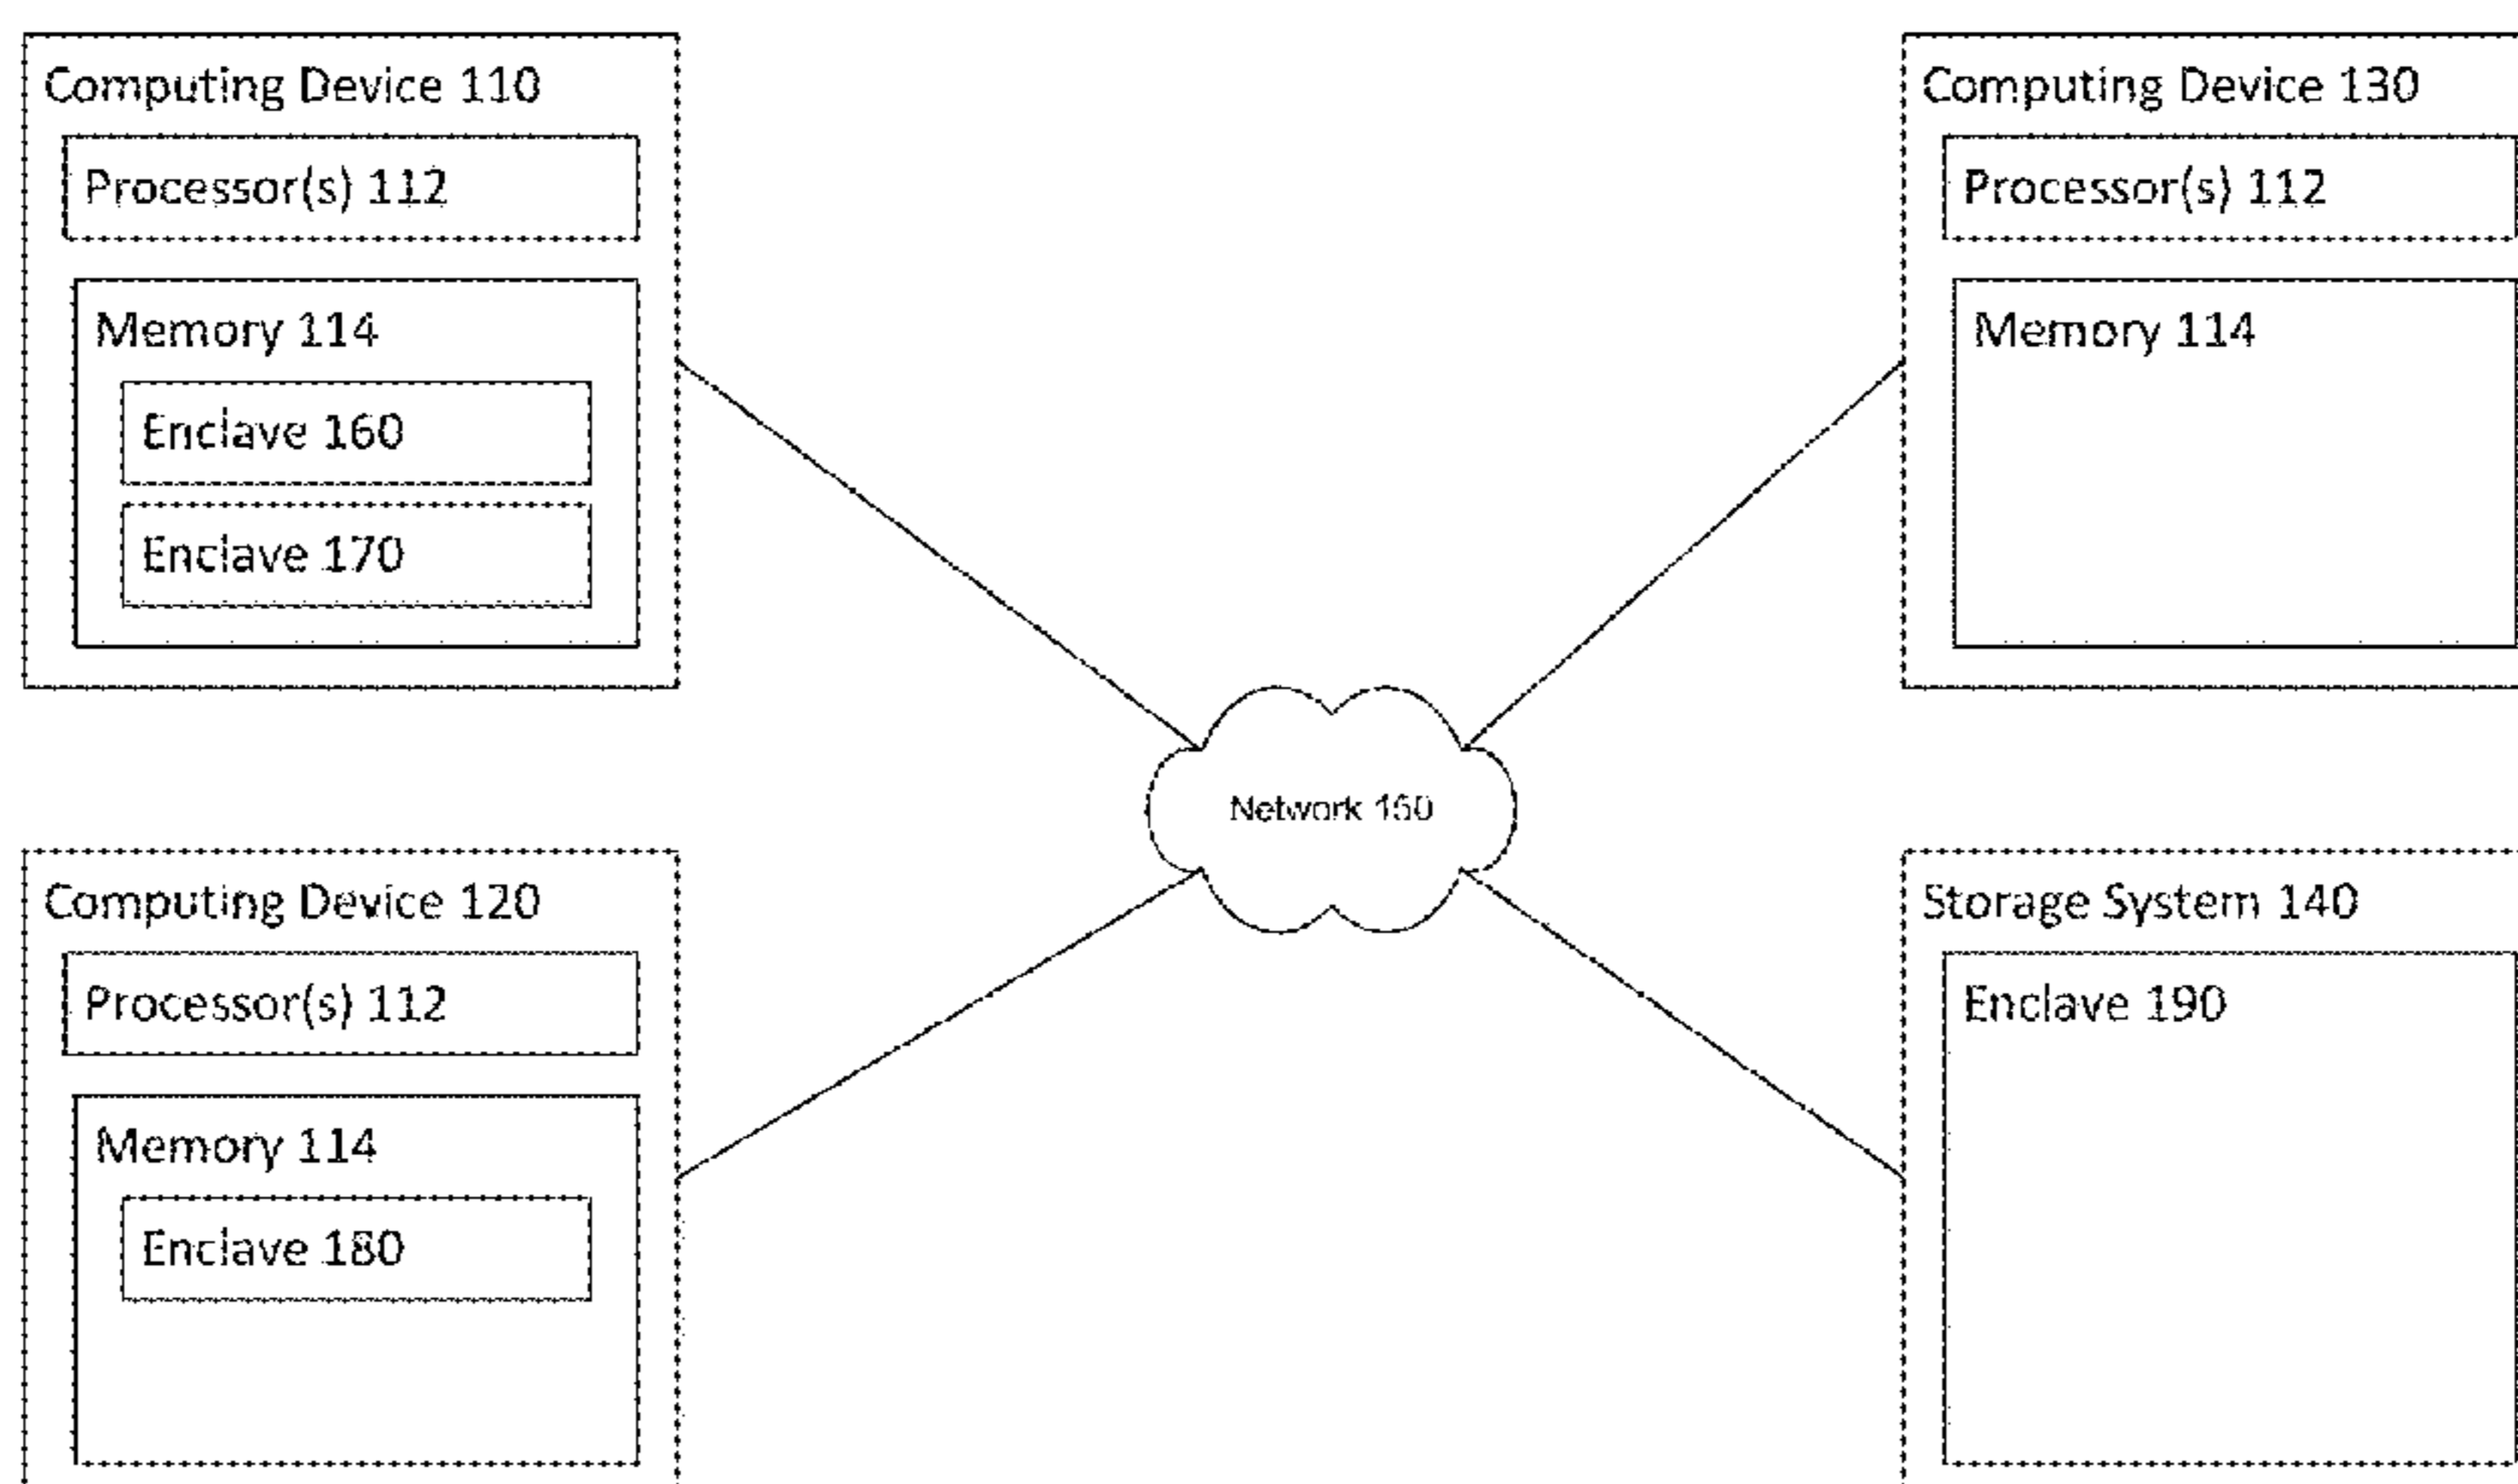 Computing Device 110
Processor(s) 112
Memory 114
Enclave 160
Enclave 170
Computing Device 130
Processor(s) 112
Memory 114
Network 150
Computing Device 120
Processor(s) 112
Memory 114
Enclave 180
Storage System 140
Enclave 190